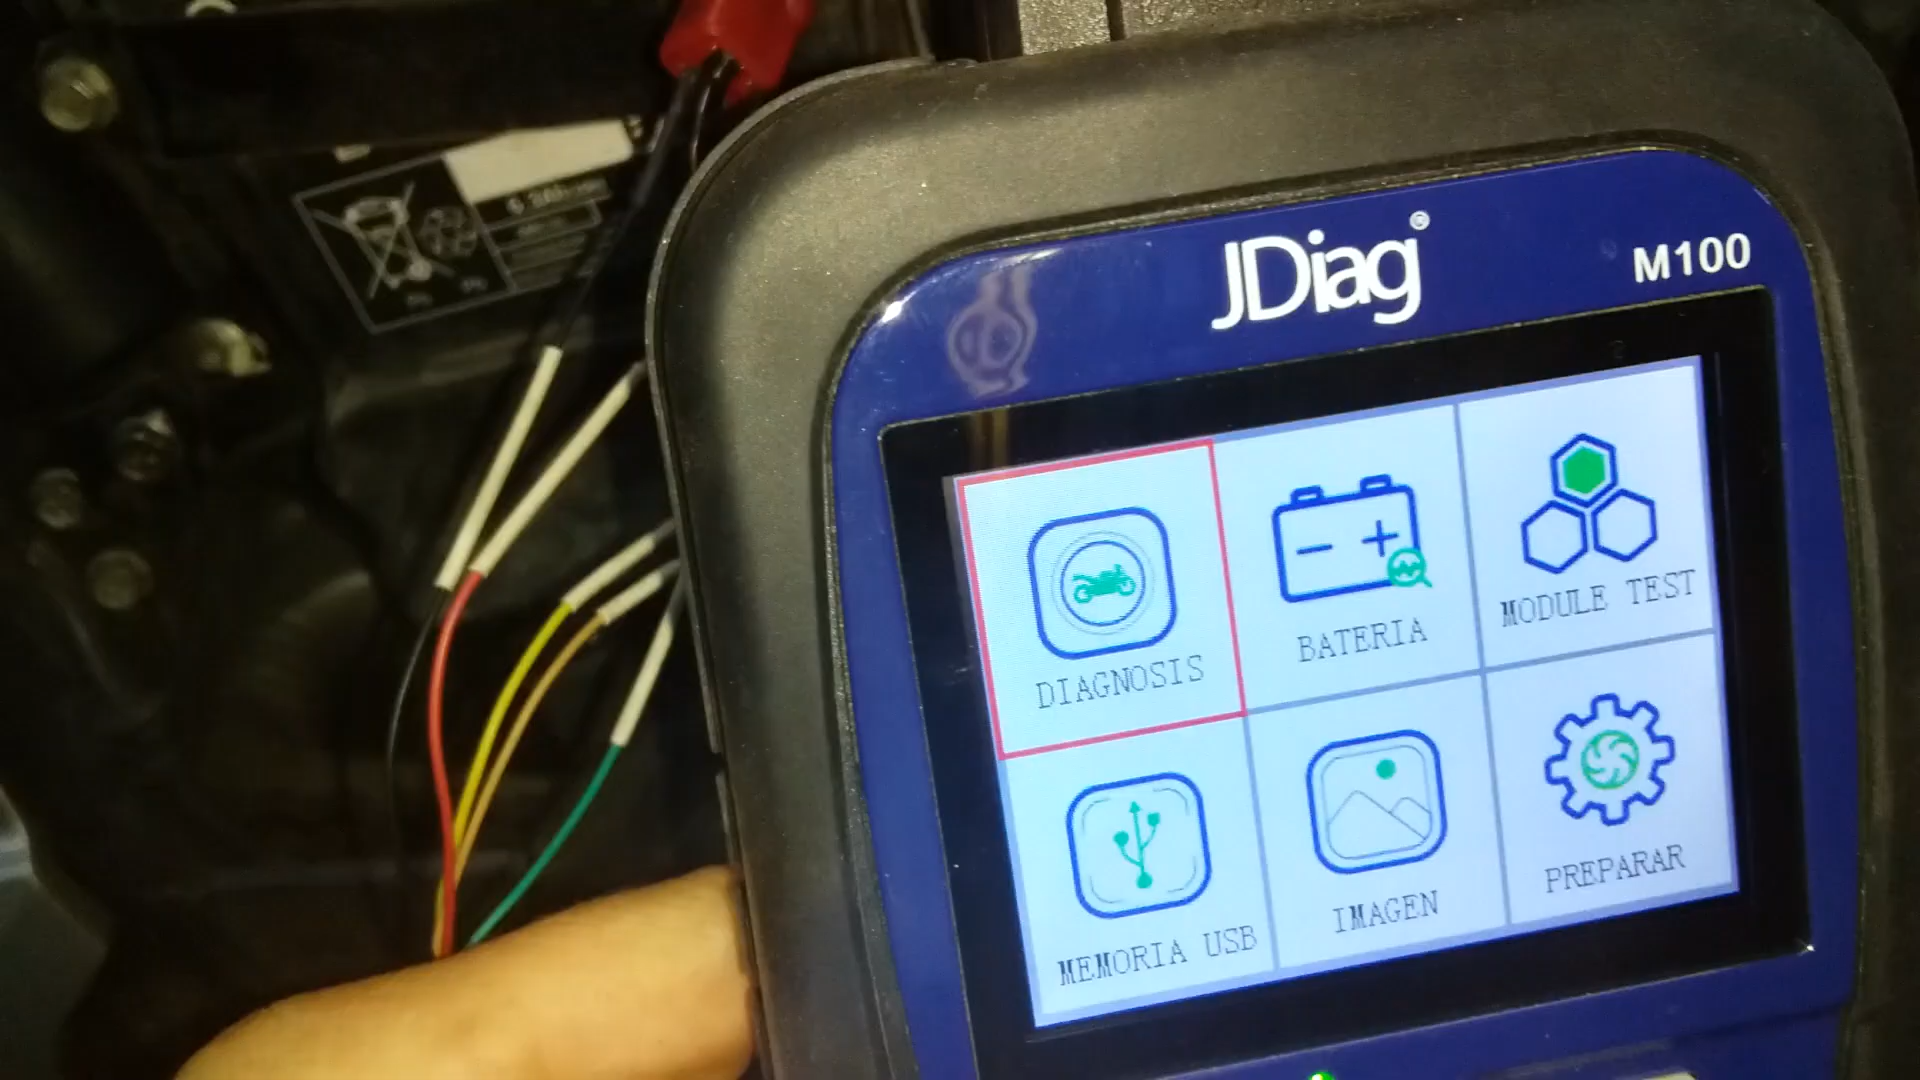 JDiag®
M100
DIAGNOSIS
BATERIA
MODULE TEST
MEMORIA USB
IMAGEN
PREPARAR